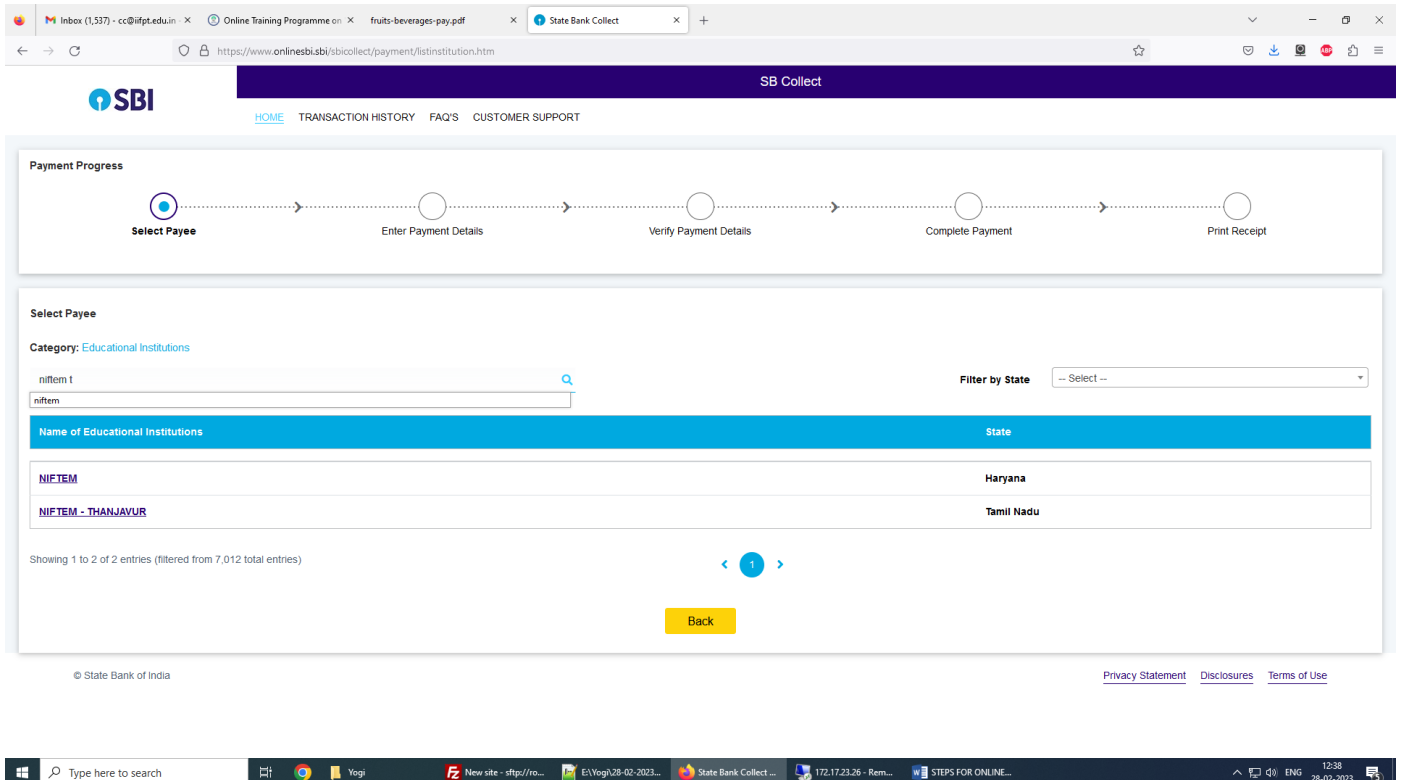 Inbox (1,537) - cc@iifpt.edu.in - Online Training Programme on fruits-beverages-pay.pdf State Bank Collect
https://www.onlinesbi.sbi/sbicollect/payment/listinstitution.htm ABP
SBI
SB Collect
HOME TRANSACTION HISTORY FAQ'S CUSTOMER SUPPORT
Payment Progress
Select Payee Enter Payment Details Verify Payment Details Complete Payment Print Receipt
Select Payee
Category: Educational Institutions
niftem t Filter by State -- Select --
niftem
Name of Educational Institutions State
NIFTEM Haryana
NIFTEM - THANJAVUR Tamil Nadu
Showing 1 to 2 of 2 entries (filtered from 7,012 total entries) 1
Back
© State Bank of India Privacy Statement Disclosures Terms of Use
Type here to search Yogi New site - sftp://ro... E:\Yogi\28-02-2023... State Bank Collect ... 172.17.23.26 - Rem... STEPS FOR ONLINE... ENG 12:38
28-02-2023